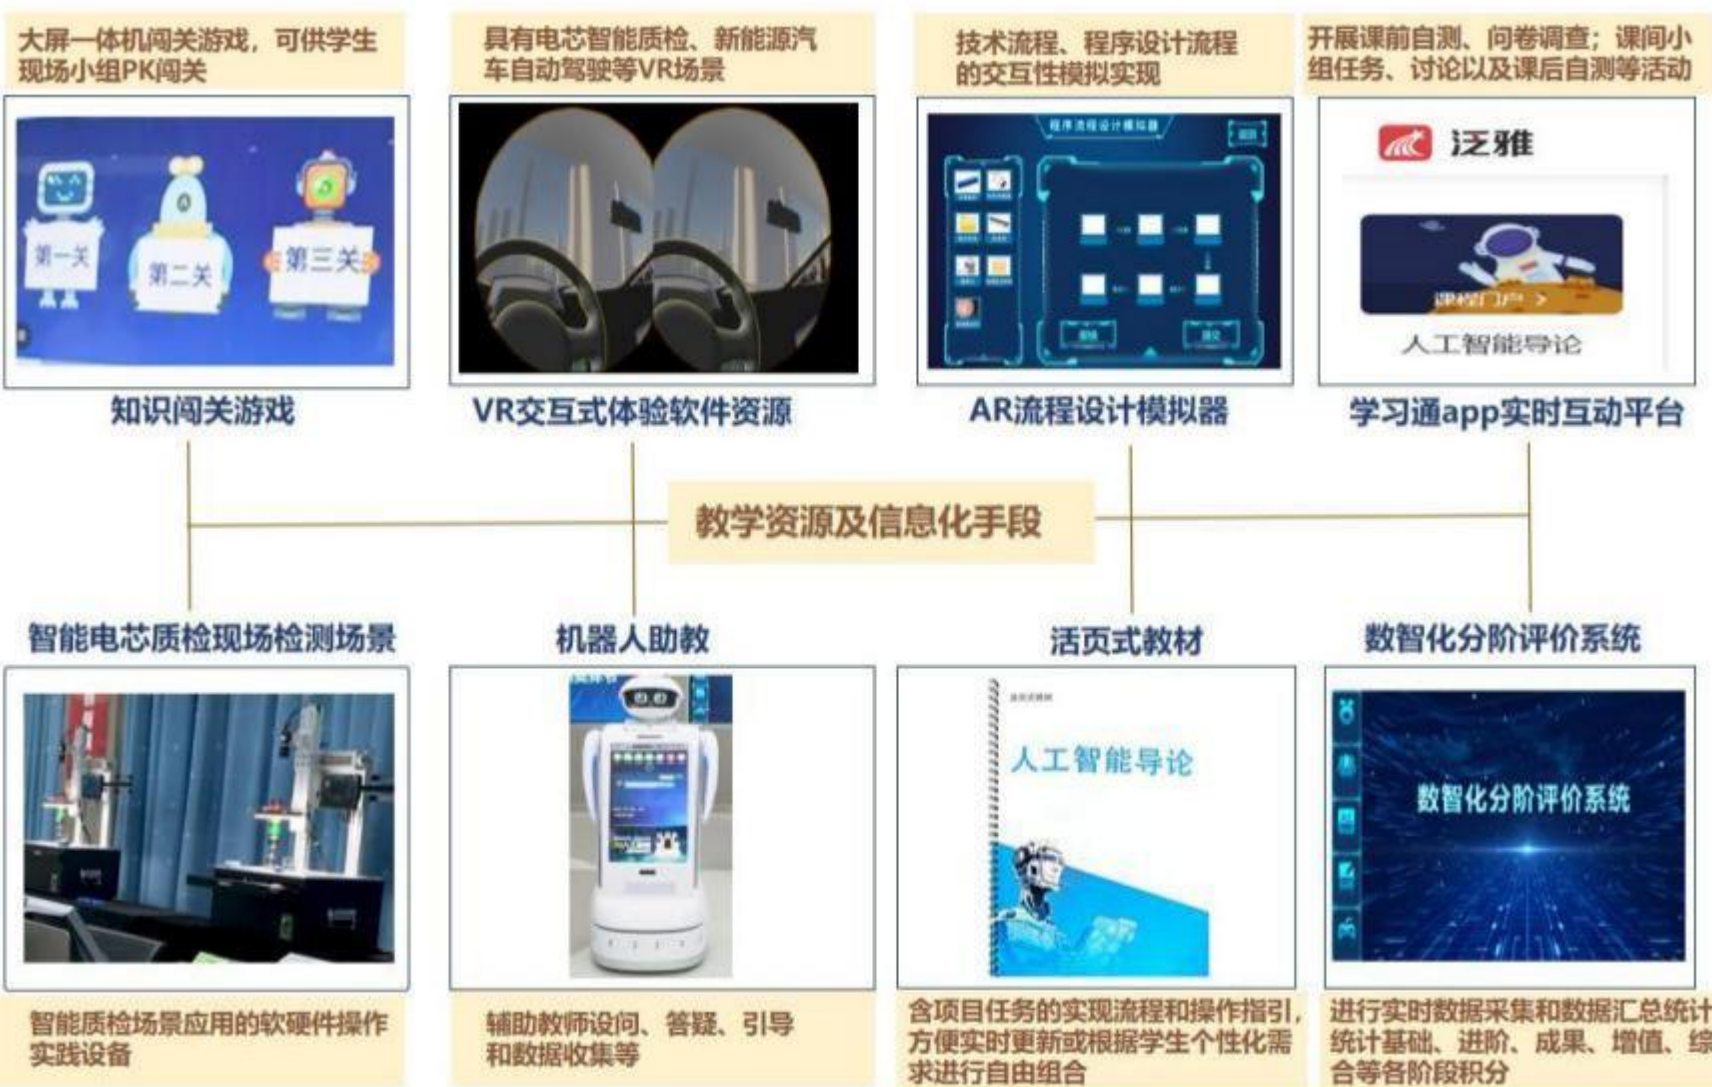 大屏一体机闯关游戏，可供学生
现场小组PK闯关
具有电芯智能质检、新能源汽
车自动驾驶等VR场景
技术流程、程序设计流程
的交互性模拟实现
开展课前自测、问卷调查；课间小
组任务、讨论以及课后自测等活动
第一关
第二关
第三关
程序流程设计模拟器
返回
提交
泛雅
课程门户 >
人工智能导论
知识闯关游戏
VR交互式体验软件资源
AR流程设计模拟器
学习通app实时互动平台
教学资源及信息化手段
智能电芯质检现场检测场景
机器人助教
活页式教材
数智化分阶评价系统
活页式教材
人工智能导论
数智化分阶评价系统
智能质检场景应用的软硬件操作
实践设备
辅助教师设问、答疑、引导
和数据收集等
含项目任务的实现流程和操作指引，
方便实时更新或根据学生个性化需
求进行自由组合
进行实时数据采集和数据汇总统计
统计基础、进阶、成果、增值、综
合等各阶段积分